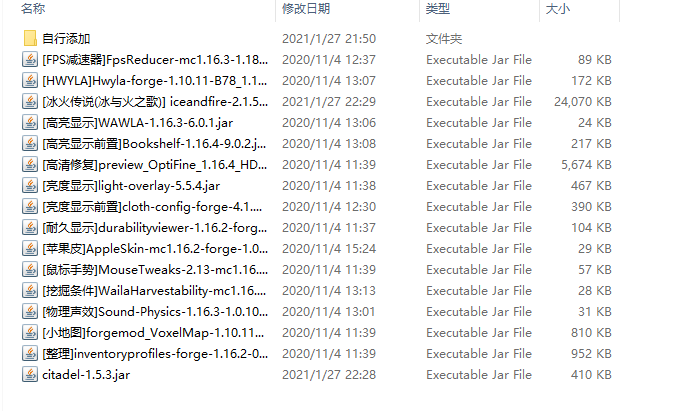 名称 修改日期 类型 大小
自行添加 2021/1/27 21:50 文件夹
[FPS减速器]FpsReducer-mc1.16.3-1.18... 2020/11/4 12:37 Executable Jar File 89 KB
[HWYLA]Hwyla-forge-1.10.11-B78_1.1... 2020/11/4 13:07 Executable Jar File 172 KB
[冰火传说(冰与火之歌)] iceandfire-2.1.5... 2021/1/27 22:29 Executable Jar File 24,070 KB
[高亮显示]WAWLA-1.16.3-6.0.1.jar 2020/11/4 13:06 Executable Jar File 24 KB
[高亮显示前置]Bookshelf-1.16.4-9.0.2.j... 2020/11/4 13:08 Executable Jar File 217 KB
[高清修复]preview_OptiFine_1.16.4_HD... 2020/11/4 11:39 Executable Jar File 5,674 KB
[亮度显示]light-overlay-5.5.4.jar 2020/11/4 11:38 Executable Jar File 467 KB
[亮度显示前置]cloth-config-forge-4.1.... 2020/11/4 12:30 Executable Jar File 390 KB
[耐久显示]durabilityviewer-1.16.2-forg... 2020/11/4 11:37 Executable Jar File 104 KB
[苹果皮]AppleSkin-mc1.16.2-forge-1.0... 2020/11/4 15:24 Executable Jar File 29 KB
[鼠标手势]MouseTweaks-2.13-mc1.16.... 2020/11/4 11:39 Executable Jar File 57 KB
[挖掘条件]WailaHarvestability-mc1.16.... 2020/11/4 13:13 Executable Jar File 28 KB
[物理声效]Sound-Physics-1.16.3-1.0.10... 2020/11/4 13:01 Executable Jar File 31 KB
[小地图]forgemod_VoxelMap-1.10.11... 2020/11/4 11:39 Executable Jar File 810 KB
[整理]inventoryprofiles-forge-1.16.2-0... 2020/11/4 11:39 Executable Jar File 952 KB
citadel-1.5.3.jar 2021/1/27 22:28 Executable Jar File 410 KB